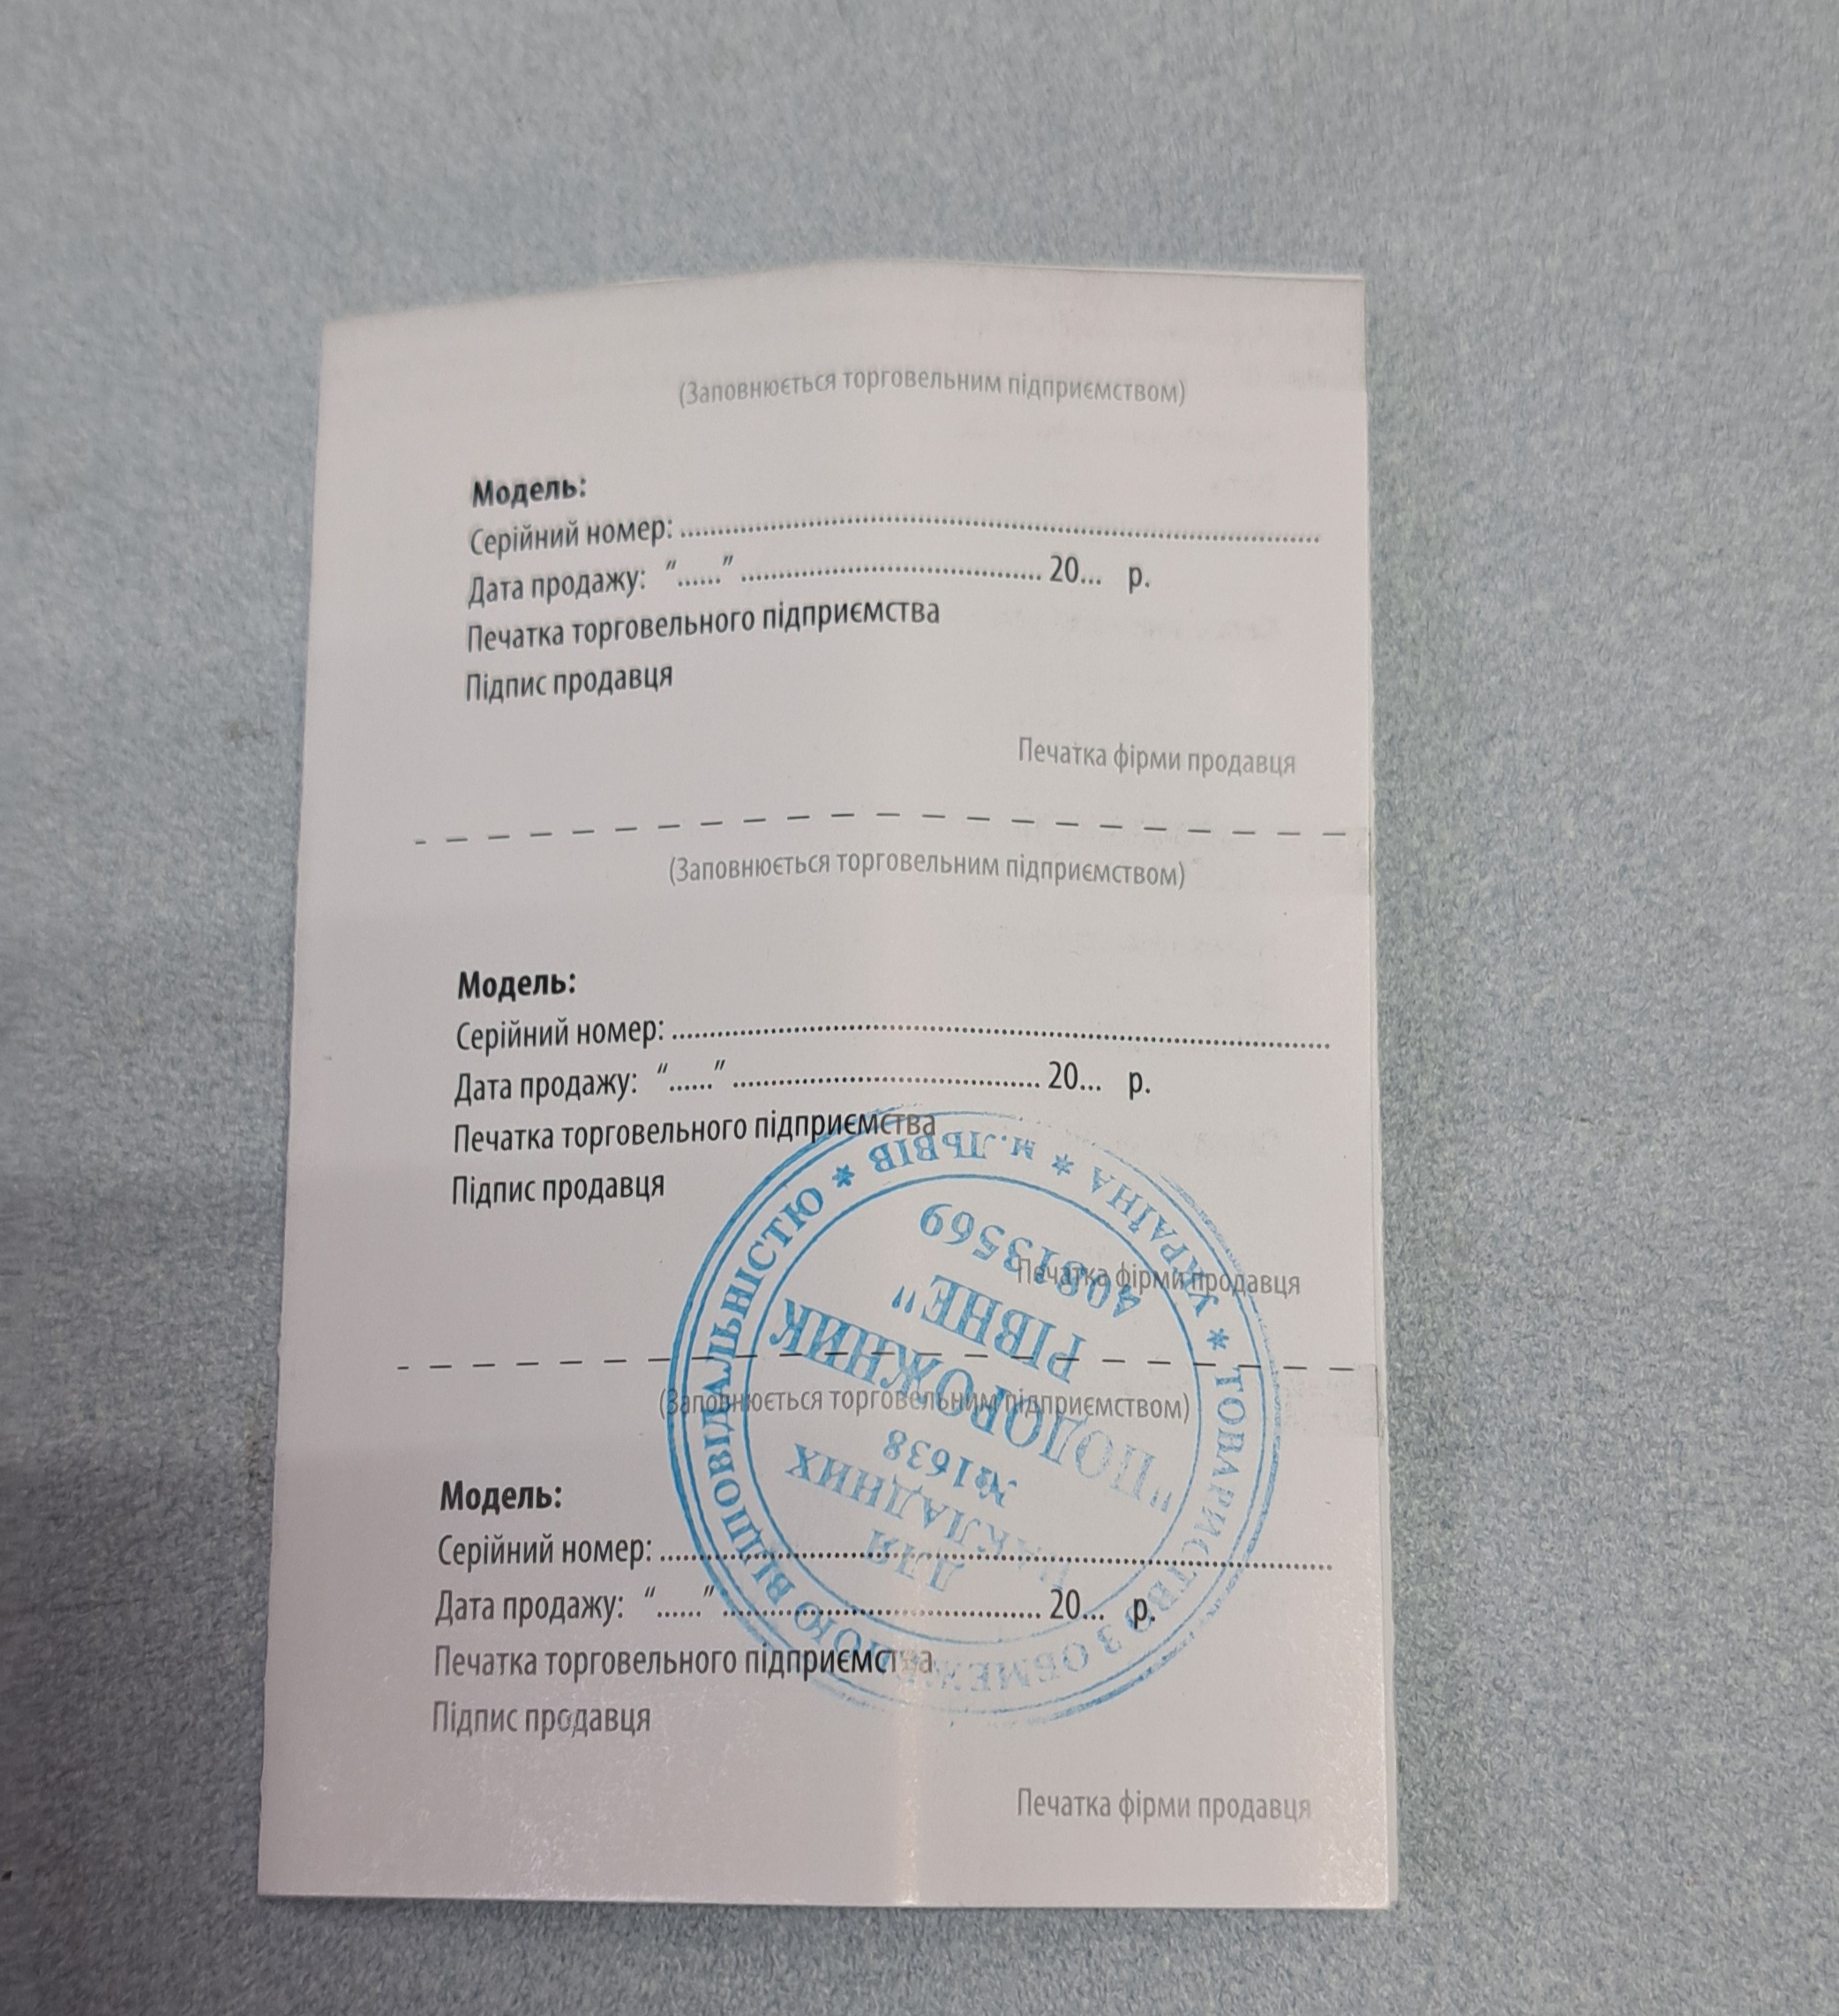 (Заповнюється торговельним підприємством)
Модель:
Серійний номер: ................................................................
Дата продажу: “......” ........................................ 20... р.
Печатка торговельного підприємства
Підпис продавця
Печатка фірми продавця
(Заповнюється торговельним підприємством)
Модель:
Серійний номер: ................................................................
Дата продажу: “......” ........................................ 20... р.
Печатка торговельного підприємства
Підпис продавця
Печатка фірми продавця
(Заповнюється торговельним підприємством)
Модель:
Серійний номер: ................................................................
Дата продажу: “......” ........................................ 20... р.
Печатка торговельного підприємства
Підпис продавця
Печатка фірми продавця
* УКРАЇНА * м.ЛЬВІВ *
ТОВАРИСТВО З ОБМЕЖЕНОЮ ВІДПОВІДАЛЬНІСТЮ
ДЛЯ
НАКЛАДНИХ
№1638
"ПОДОРОЖНИК
РІВНЕ"
40813569